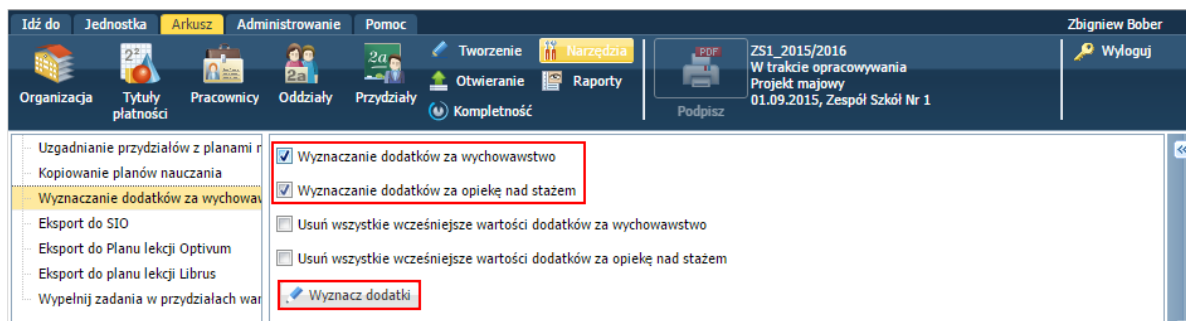 Idź do Jednostka Arkusz Administrowanie Pomoc Zbigniew Bober
Organizacja
Tytuły
płatności
Pracownicy
2a
Oddziały
2a
Przydziały
Tworzenie Narzędzia
Otwieranie Raporty
Kompletność
PDF
Podpisz
ZS1_2015/2016
W trakcie opracowywania
Projekt majowy
01.09.2015, Zespół Szkół Nr 1
Wyloguj
Uzgadnianie przydziałów z planami
Kopiowanie planów nauczania
Wyznaczanie dodatków za wychowaw
Eksport do SIO
Eksport do Planu lekcji Optivum
Eksport do planu lekcji Librus
Wypełnij zadania w przydziałach war
Wyznaczanie dodatków za wychowawstwo
Wyznaczanie dodatków za opiekę nad stażem
Usuń wszystkie wcześniejsze wartości dodatków za wychowawstwo
Usuń wszystkie wcześniejsze wartości dodatków za opiekę nad stażem
Wyznacz dodatki